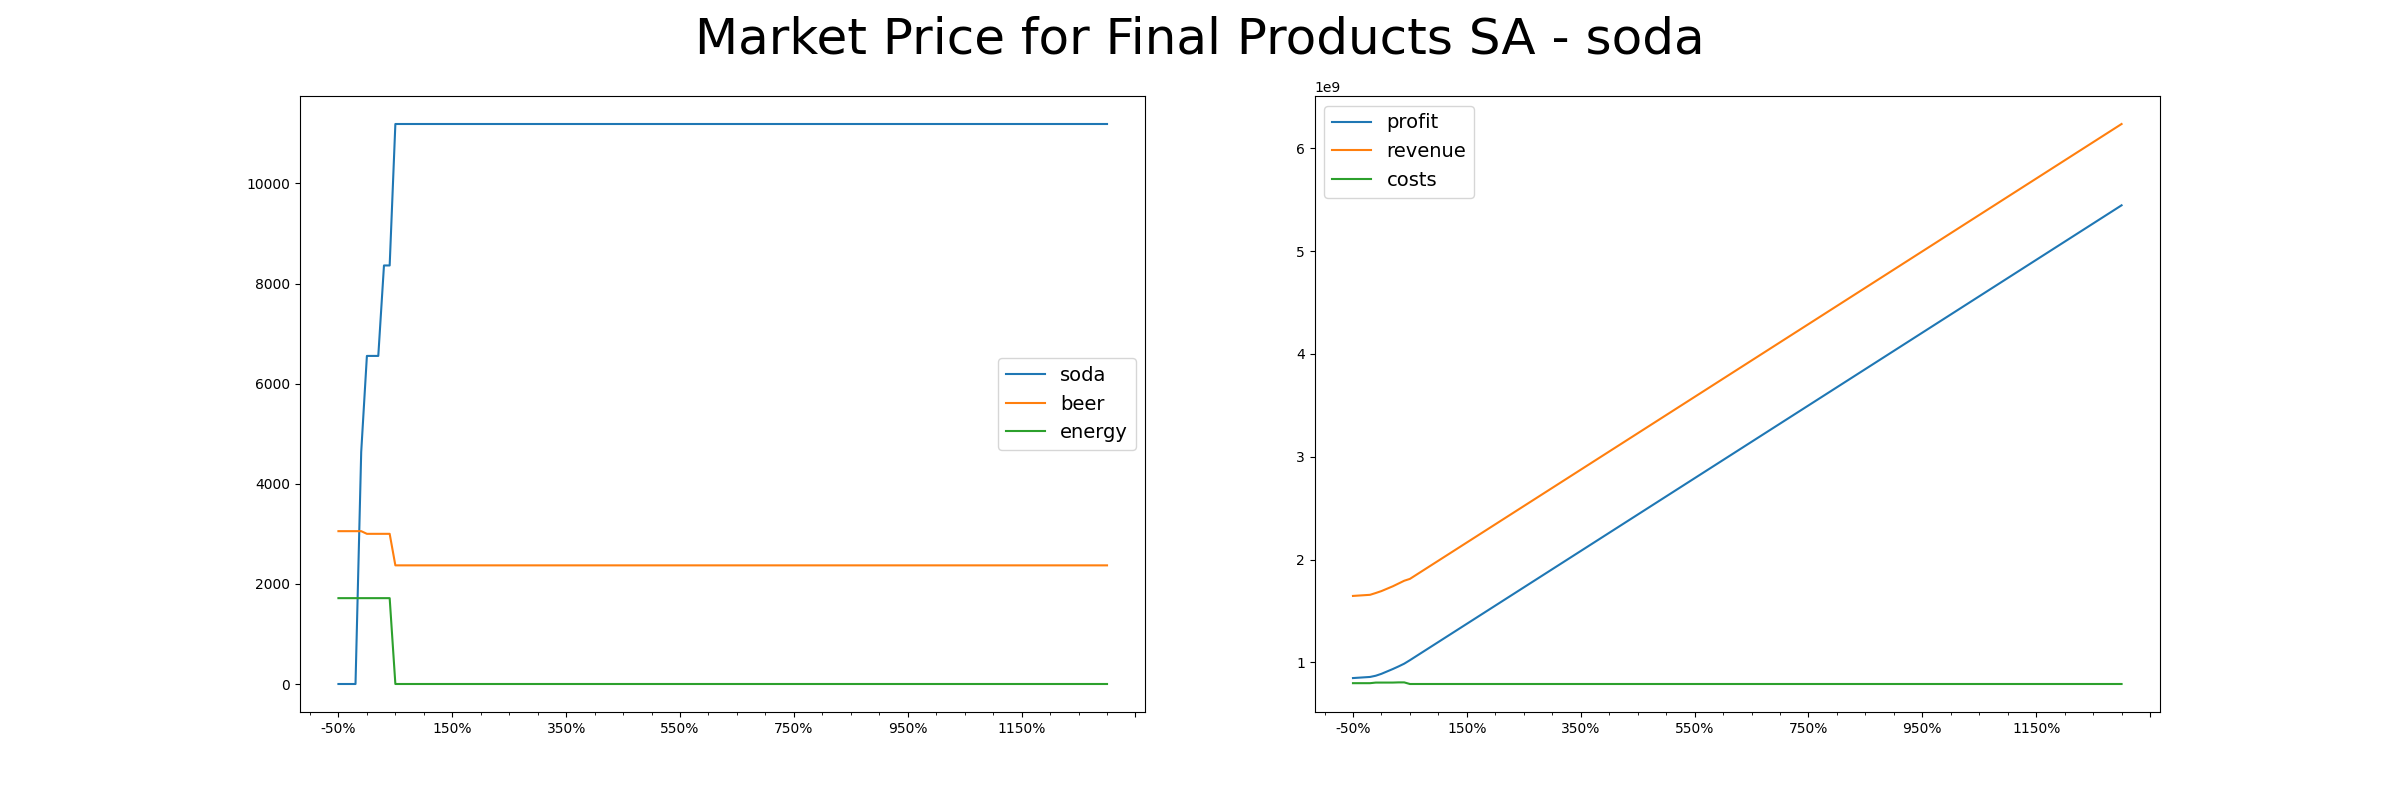 Market Price for Final Products SA - soda
10000
8000
6000
4000
2000
0
-50% 150% 350% 550% 750% 950% 1150%
soda
beer
energy
1e9
6
5
4
3
2
1
-50% 150% 350% 550% 750% 950% 1150%
profit
revenue
costs